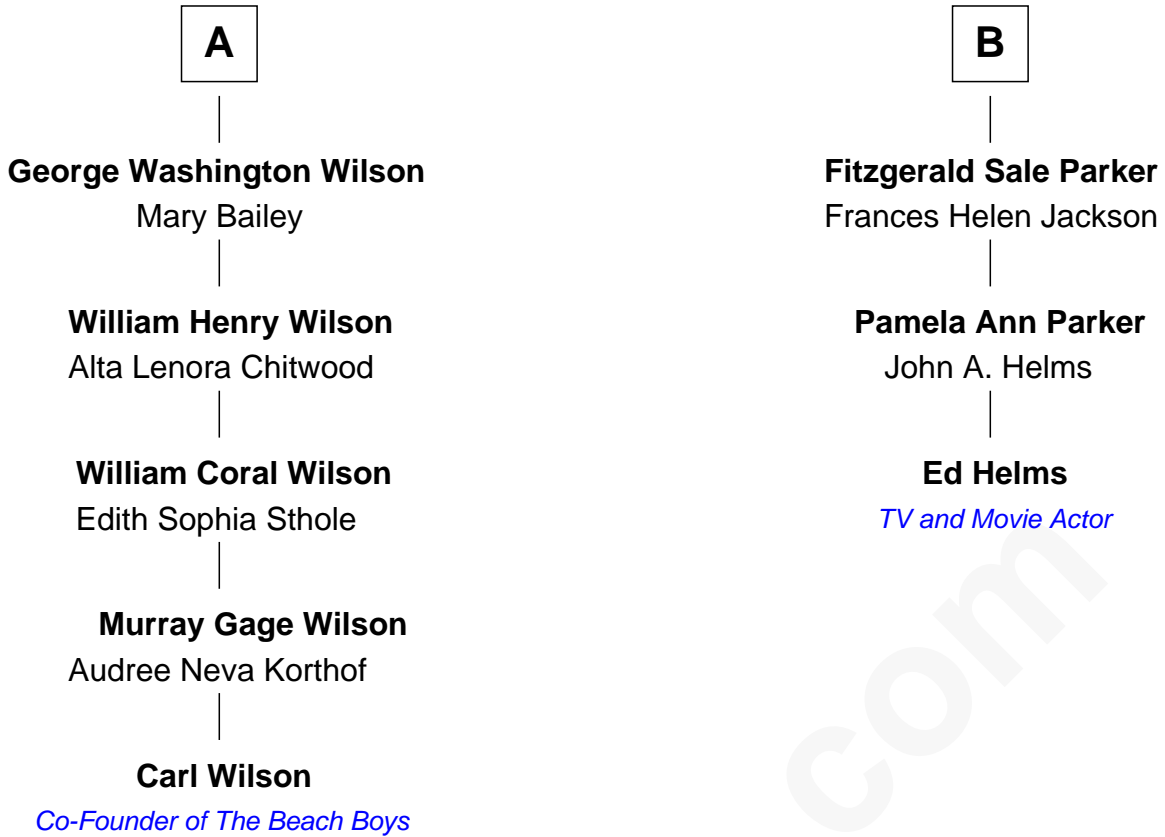 A
George Washington Wilson
Mary Bailey
William Henry Wilson
Alta Lenora Chitwood
William Coral Wilson
Edith Sophia Sthole
Murray Gage Wilson
Audree Neva Korthof
Carl Wilson
Co-Founder of The Beach Boys
B
Fitzgerald Sale Parker
Frances Helen Jackson
Pamela Ann Parker
John A. Helms
Ed Helms
TV and Movie Actor
com